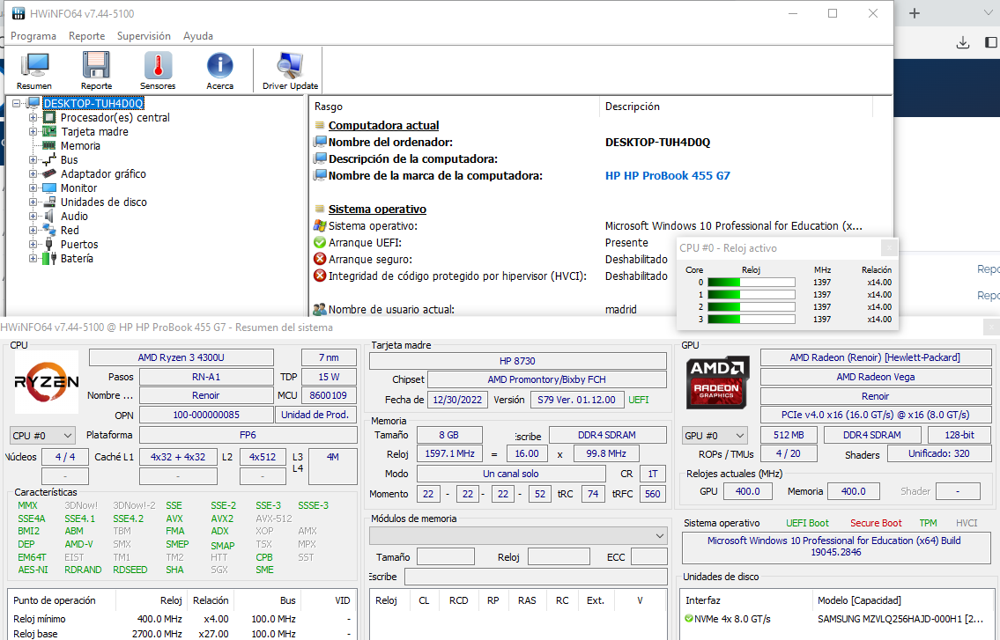 HWiNFO64 v7.44-5100
Programa Reporte Supervisión Ayuda
Resumen Reporte Sensores Acerca Driver Update
DESKTOP-TUH4D0Q
Procesador(es) central
Tarjeta madre
Memoria
Bus
Adaptador gráfico
Monitor
Unidades de disco
Audio
Red
Puertos
Batería
Rasgo Descripción
Computadora actual
Nombre del ordenador: DESKTOP-TUH4D0Q
Descripción de la computadora:
Nombre de la marca de la computadora: HP HP ProBook 455 G7
Sistema operativo
Sistema operativo: Microsoft Windows 10 Professional for Education (x...
Arranque UEFI: Presente
Arranque seguro: Deshabilitado
Integridad de código protegido por hipervisor (HVCI): Deshabilitado
Nombre de usuario actual: madrid
CPU #0 - Reloj activo
Core Reloj MHz Relación
0 1397 x14.00
1 1397 x14.00
2 1397 x14.00
3 1397 x14.00
Repo
Repo
HWiNFO64 v7.44-5100 @ HP HP ProBook 455 G7 - Resumen del sistema
CPU
RYZEN
AMD Ryzen 3 4300U 7 nm
Pasos RN-A1 TDP 15 W
Nombre ... Renoir MCU 8600109
OPN 100-000000085 Unidad de Prod.
CPU #0 Plataforma FP6
Núcleos 4 / 4 Caché L1 4x32 + 4x32 L2 4x512 L3 4M
- - - L4
Características
MMX 3DNow! 3DNow!-2 SSE SSE-2 SSE-3 SSSE-3
SSE4A SSE4.1 SSE4.2 AVX AVX2 AVX-512
BMI2 ABM TBM FMA ADX XOP AMX
DEP AMD-V SMX SMEP SMAP TSX MPX
EM64T EIST TM1 TM2 HTT CPB SST
AES-NI RDRAND RDSEED SHA SGX SME
Punto de operación Reloj Relación Bus VID
Reloj mínimo 400.0 MHz x4.00 100.0 MHz -
Reloj base 2700.0 MHz x27.00 100.0 MHz -
Tarjeta madre
HP 8730
Chipset AMD Promontory/Bixby FCH
Fecha de 12/30/2022 Versión S79 Ver. 01.12.00 UEFI
Memoria
Tamaño 8 GB scribe DDR4 SDRAM
Reloj 1597.1 MHz = 16.00 x 99.8 MHz
Modo Un canal solo CR 1T
Momento 22 - 22 - 22 - 52 tRC 74 tRFC 560
Módulos de memoria
Tamaño Reloj ECC
scribe
Reloj CL RCD RP RAS RC Ext. V
GPU
AMD
RADEON
GRAPHICS
AMD Radeon (Renoir) [Hewlett-Packard]
AMD Radeon Vega
Renoir
PCIe v4.0 x16 (16.0 GT/s) @ x16 (8.0 GT/s)
GPU #0 512 MB DDR4 SDRAM 128-bit
ROPs / TMUs 4 / 20 Shaders Unificado: 320
Relojes actuales (MHz)
GPU 400.0 Memoria 400.0 Shader -
Sistema operativo UEFI Boot Secure Boot TPM HVCI
Microsoft Windows 10 Professional for Education (x64) Build
19045.2846
Unidades de disco
Interfaz Modelo [Capacidad]
NVMe 4x 8.0 GT/s SAMSUNG MZVLQ256HAJD-000H1 [2...